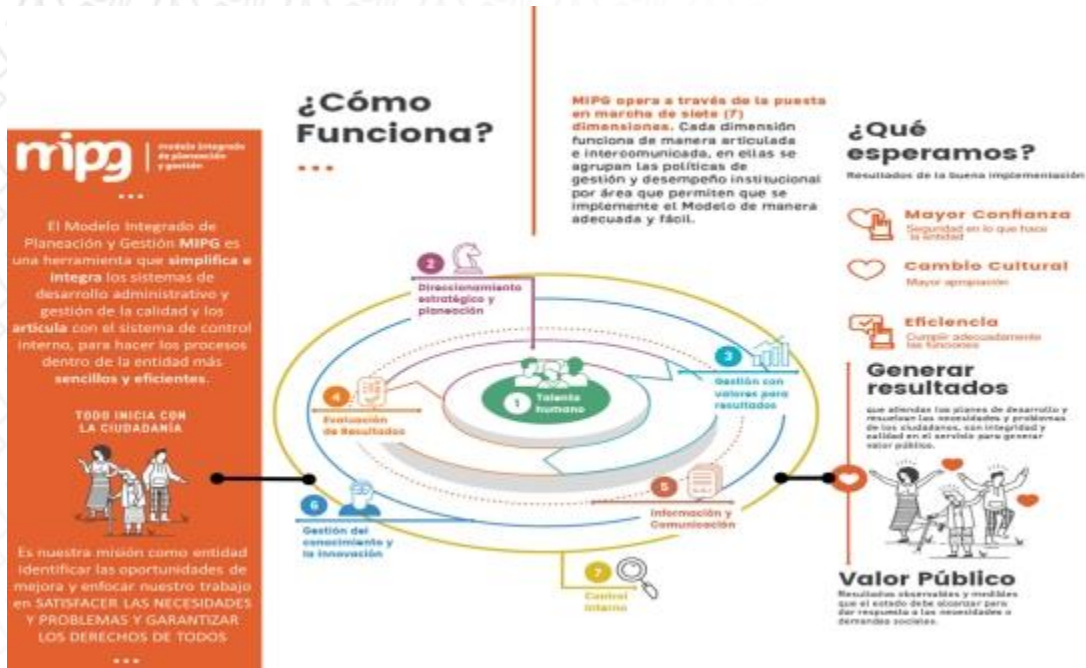 mipg
modelo integrado
de planeación
y gestión
El Modelo Integrado de
Planeación y Gestión MIPG es
una herramienta que simplifica e
integra los sistemas de
desarrollo administrativo y
gestión de la calidad y los
articula con el sistema de control
interno, para hacer los procesos
dentro de la entidad más
sencillos y eficientes.
TODO INICIA CON
LA CIUDADANÍA
Es nuestra misión como entidad
identificar las oportunidades de
mejora y enfocar nuestro trabajo
en SATISFACER LAS NECESIDADES
Y PROBLEMAS Y GARANTIZAR
LOS DERECHOS DE TODOS
¿Cómo
Funciona?
MIPG opera a través de la puesta
en marcha de siete (7)
dimensiones. Cada dimensión
funciona de manera articulada
e intercomunicada, en ellas se
agrupan las políticas de
gestión y desempeño institucional
por área que permiten que se
implemente el Modelo de manera
adecuada y fácil.
1
Talento
humano
2
Direccionamiento
estratégico y
planeación
3
Gestión con
valores para
resultados
4
Evaluación
de Resultados
5
Información y
Comunicación
6
Gestión del
conocimiento y
la innovación
7
Control
Interno
¿Qué
esperamos?
Resultados de la buena implementación
Mayor Confianza
Seguridad en lo que hace
la entidad
Cambio Cultural
Mayor apropiación
Eficiencia
Cumplir adecuadamente
las funciones
Generar
resultados
que atiendan los planes de desarrollo y
resuelvan las necesidades y problemas
de los ciudadanos, con integridad y
calidad en el servicio para generar
valor público.
Valor Público
Resultados observables y medibles
que el estado debe alcanzar para
dar respuesta a las necesidades o
demandas sociales.